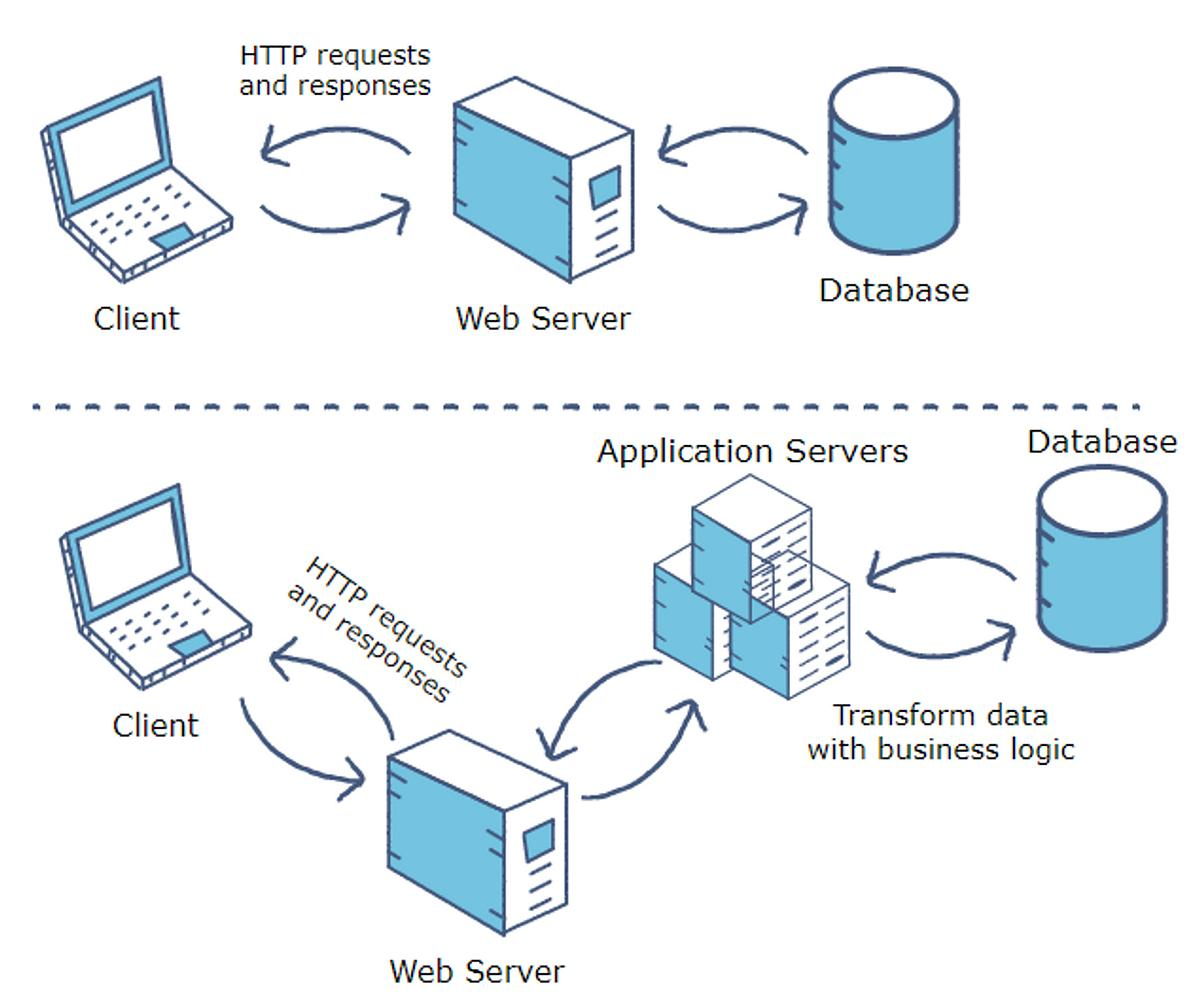 HTTP requests
and responses
Client
Web Server
Database
Application Servers
Database
HTTP requests
and responses
Client
Transform data
with business logic
Web Server